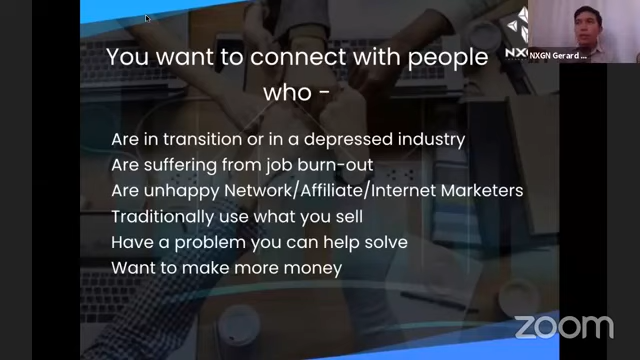 You want to connect with people
who -
Are in transition or in a depressed industry
Are suffering from job burn-out
Are unhappy Network/Affiliate/Internet Marketers
Traditionally use what you sell
Have a problem you can help solve
Want to make more money
NXGN Gerard ...
zoom